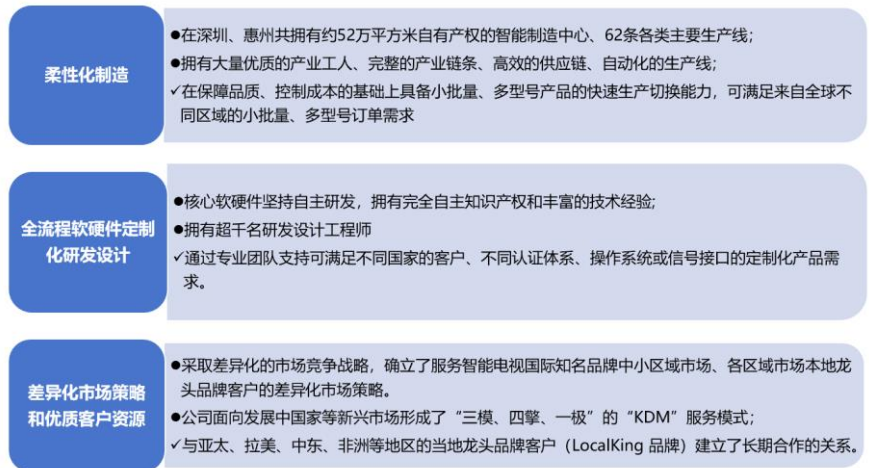 柔性化制造
●在深圳、惠州共拥有约52万平方米自有产权的智能制造中心、62条各类主要生产线；
●拥有大量优质的产业工人、完整的产业链条、高效的供应链、自动化的生产线；
✓在保障品质、控制成本的基础上具备小批量、多型号产品的快速生产切换能力，可满足来自全球不
同区域的小批量、多型号订单需求
全流程软硬件定制
化研发设计
●核心软硬件坚持自主研发，拥有完全自主知识产权和丰富的技术经验;
●拥有超千名研发设计工程师
✓通过专业团队支持可满足不同国家的客户、不同认证体系、操作系统或信号接口的定制化产品需
求。
差异化市场策略
和优质客户资源
●采取差异化的市场竞争战略，确立了服务智能电视国际知名品牌中小区域市场、各区域市场本地龙
头品牌客户的差异化市场策略。
●公司面向发展中国家等新兴市场形成了“三模、四擎、一极”的“KDM”服务模式；
✓与亚太、拉美、中东、非洲等地区的当地龙头品牌客户（LocalKing 品牌）建立了长期合作的关系。